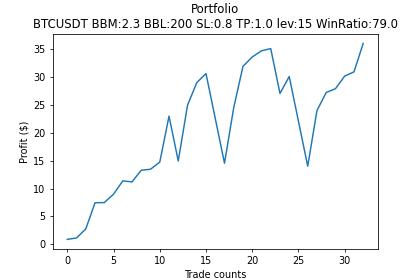 Portfolio
BTCUSDT BBM:2.3 BBL:200 SL:0.8 TP:1.0 lev:15 WinRatio:79.0
35
30
25
20
15
10
5
0
Profit ($)
0 5 10 15 20 25 30
Trade counts